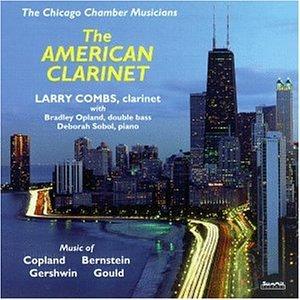 The Chicago Chamber Musicians
The
AMERICAN
CLARINET
LARRY COMBS, clarinet
with
Bradley Opland, double bass
Deborah Sobol, piano
Music of
Copland Bernstein
Gershwin Gould
Summit